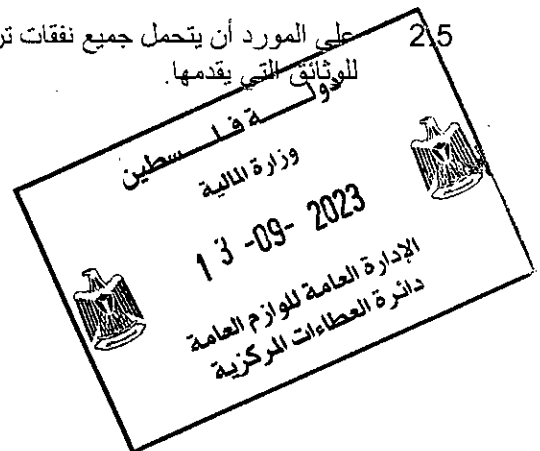 2.5 على المورد أن يتحمل جميع نفقات
للوثائق التي يقدمها.
دولة فلسطين
وزارة المالية
13 -09- 2023
الإدارة العامة للوازم العامة
دائرة العطاءات المركزية